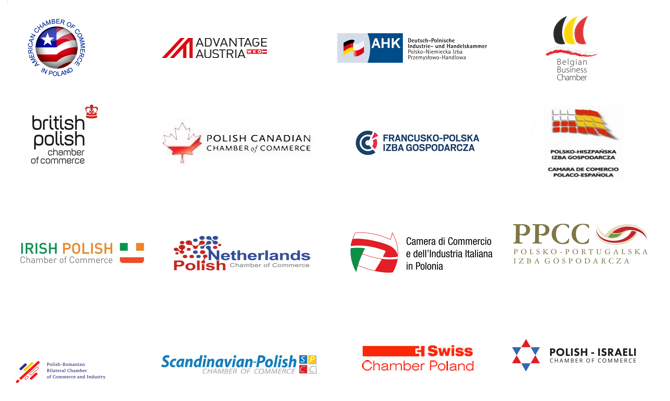 AMERICAN CHAMBER OF COMMERCE
IN POLAND
ADVANTAGE
AUSTRIA
AHK
Deutsch-Polnische
Industrie- und Handelskammer
Polsko-Niemiecka Izba
Przemysłowo-Handlowa
Belgian
Business
Chamber
british
polish
chamber
of commerce
POLISH CANADIAN
CHAMBER of COMMERCE
FRANCUSKO-POLSKA
IZBA GOSPODARCZA
POLSKO-HISZPAŃSKA
IZBA GOSPODARCZA
CAMARA DE COMERCIO
POLACO-ESPAÑOLA
IRISH POLISH
Chamber of Commerce
Netherlands
Polish Chamber of Commerce
Camera di Commercio
e dell'Industria Italiana
in Polonia
PPCC
POLSKO-PORTUGALSKA
IZBA GOSPODARCZA
Polish-Romanian
Bilateral Chamber
of Commerce and Industry
Scandinavian-Polish
CHAMBER OF COMMERCE
S P
C C
Swiss
Chamber Poland
POLISH - ISRAELI
CHAMBER OF COMMERCE